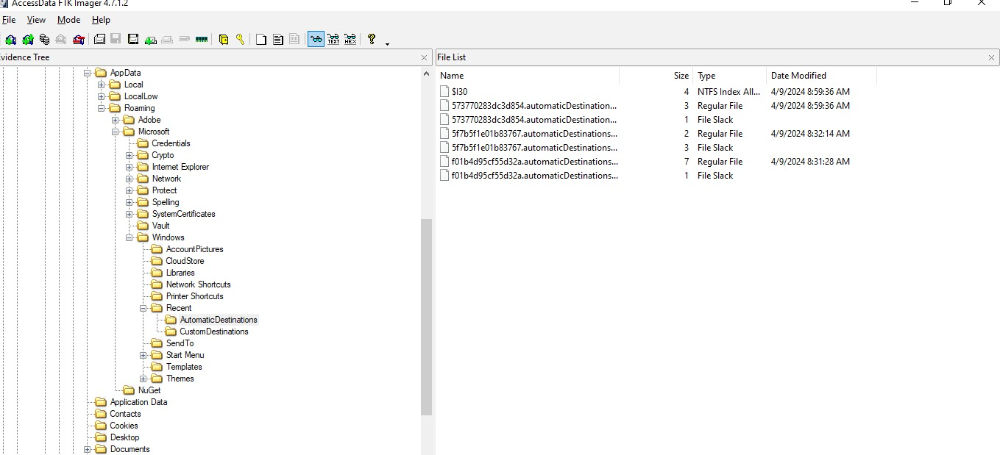 AccessData FTK Imager 4.7.1.2
File View Mode Help
TEXT HEX
vidence Tree
AppData
Local
LocalLow
Roaming
Adobe
Microsoft
Credentials
Crypto
Internet Explorer
Network
Protect
Spelling
SystemCertificates
Vault
Windows
AccountPictures
CloudStore
Libraries
Network Shortcuts
Printer Shortcuts
Recent
AutomaticDestinations
CustomDestinations
SendTo
Start Menu
Templates
Themes
NuGet
Application Data
Contacts
Cookies
Desktop
Documents
File List
Name Size Type Date Modified
$I30 4 NTFS Index All... 4/9/2024 8:59:36 AM
573770283dc3d854.automaticDestination... 3 Regular File 4/9/2024 8:59:36 AM
573770283dc3d854.automaticDestination... 1 File Slack
5f7b5f1e01b83767.automaticDestinations... 2 Regular File 4/9/2024 8:32:14 AM
5f7b5f1e01b83767.automaticDestinations... 3 File Slack
f01b4d95cf55d32a.automaticDestinations... 7 Regular File 4/9/2024 8:31:28 AM
f01b4d95cf55d32a.automaticDestinations... 1 File Slack